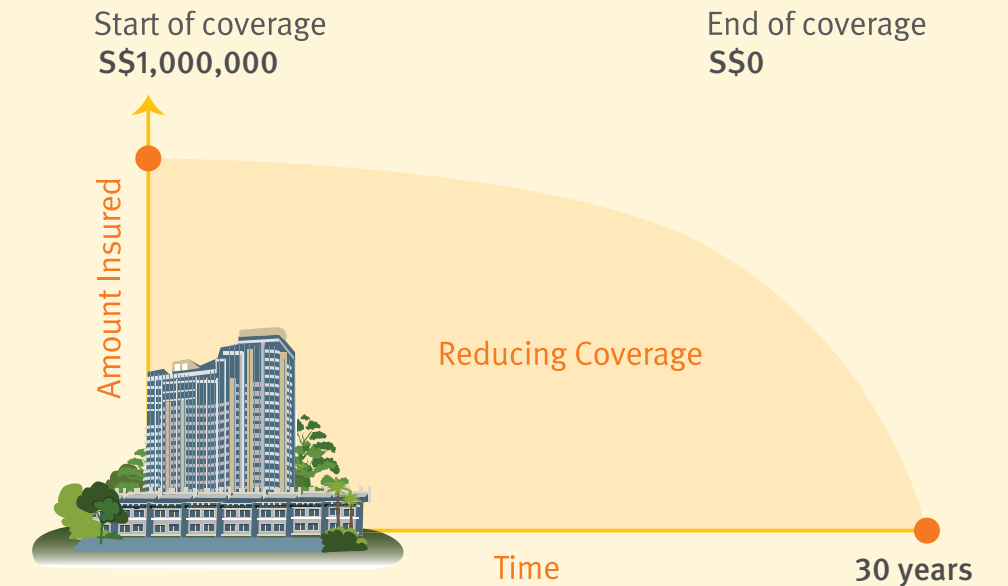 Start of coverage
S$1,000,000
End of coverage
S$0
Amount Insured
Reducing Coverage
Time
30 years